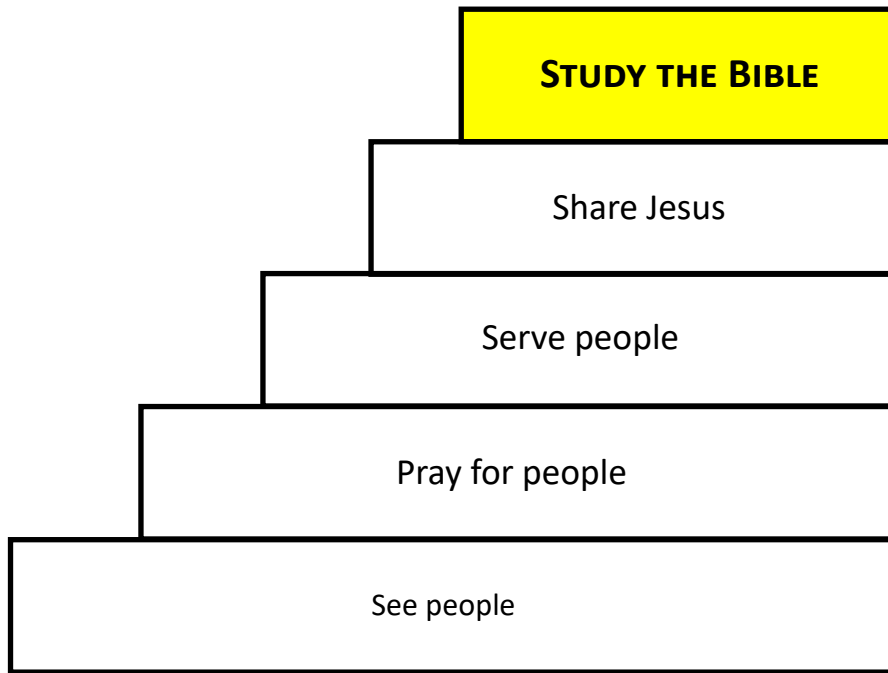 STUDY THE BIBLE
Share Jesus
Serve people
Pray for people
See people